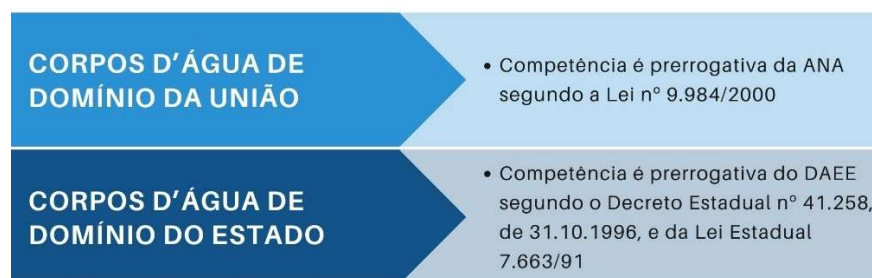 CORPOS D'ÁGUA DE
DOMÍNIO DA UNIÃO
• Competência é prerrogativa da ANA
segundo a Lei nº 9.984/2000
CORPOS D'ÁGUA DE
DOMÍNIO DO ESTADO
• Competência é prerrogativa do DAEE
segundo o Decreto Estadual nº 41.258,
de 31.10.1996, e da Lei Estadual
7.663/91